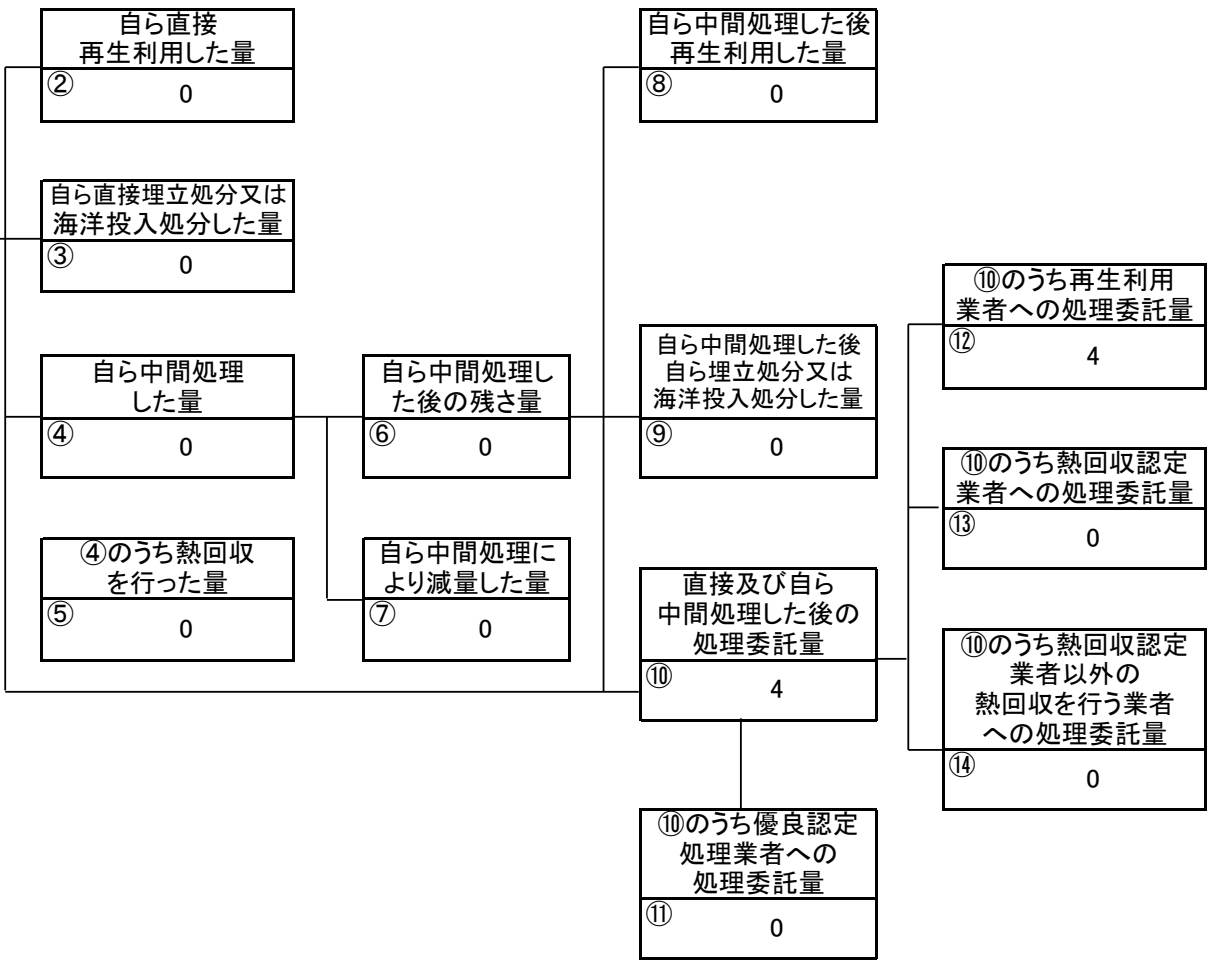 自ら直接
再生利用した量
②
0
自ら直接埋立処分又は
海洋投入処分した量
③
0
自ら中間処理
した量
④
0
④のうち熱回収
を行った量
⑤
0
自ら中間処理し
た後の残さ量
⑥
0
自ら中間処理に
より減量した量
⑦
0
自ら中間処理した後
再生利用した量
⑧
0
自ら中間処理した後
自ら埋立処分又は
海洋投入処分した量
⑨
0
直接及び自ら
中間処理した後の
処理委託量
⑩
4
⑩のうち優良認定
処理業者への
処理委託量
⑪
0
⑩のうち再生利用
業者への処理委託量
⑫
4
⑩のうち熱回収認定
業者への処理委託量
⑬
0
⑩のうち熱回収認定
業者以外の
熱回収を行う業者
への処理委託量
⑭
0